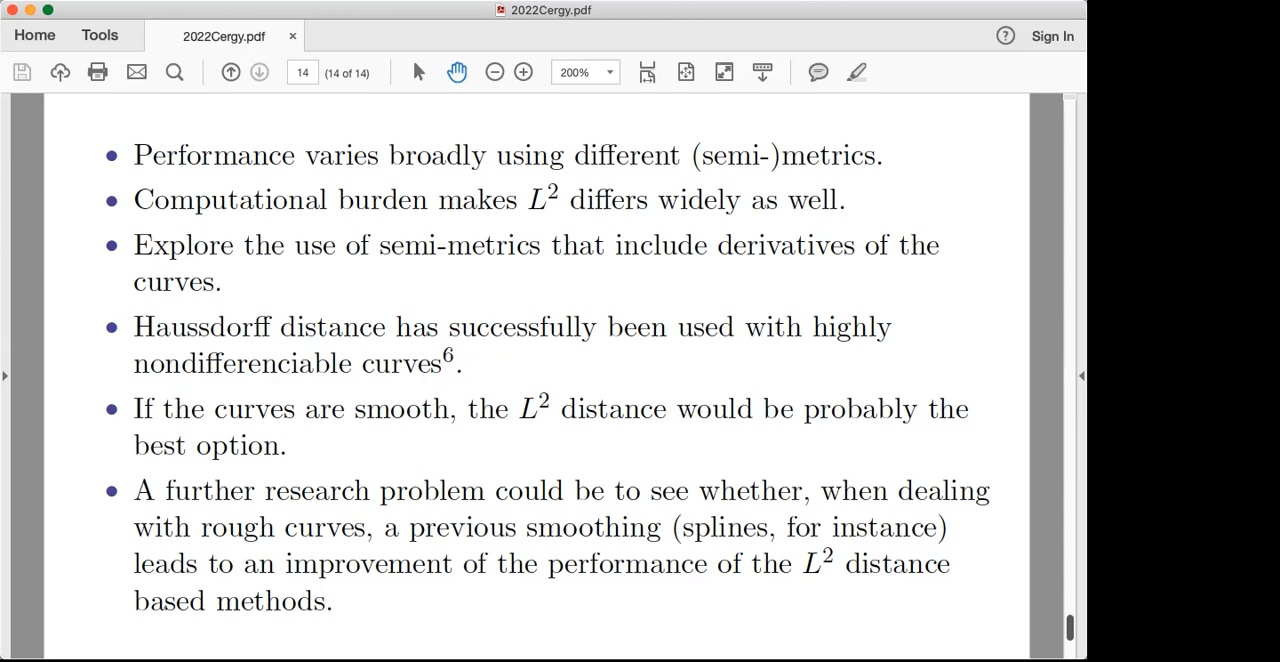 2022Cergy.pdf
Home Tools 2022Cergy.pdf × ? Sign In
14 (14 of 14) 200%
• Performance varies broadly using different (semi-)metrics.
• Computational burden makes L² differs widely as well.
• Explore the use of semi-metrics that include derivatives of the
curves.
• Haussdorff distance has successfully been used with highly
nondifferenciable curves⁶.
• If the curves are smooth, the L² distance would be probably the
best option.
• A further research problem could be to see whether, when dealing
with rough curves, a previous smoothing (splines, for instance)
leads to an improvement of the performance of the L² distance
based methods.